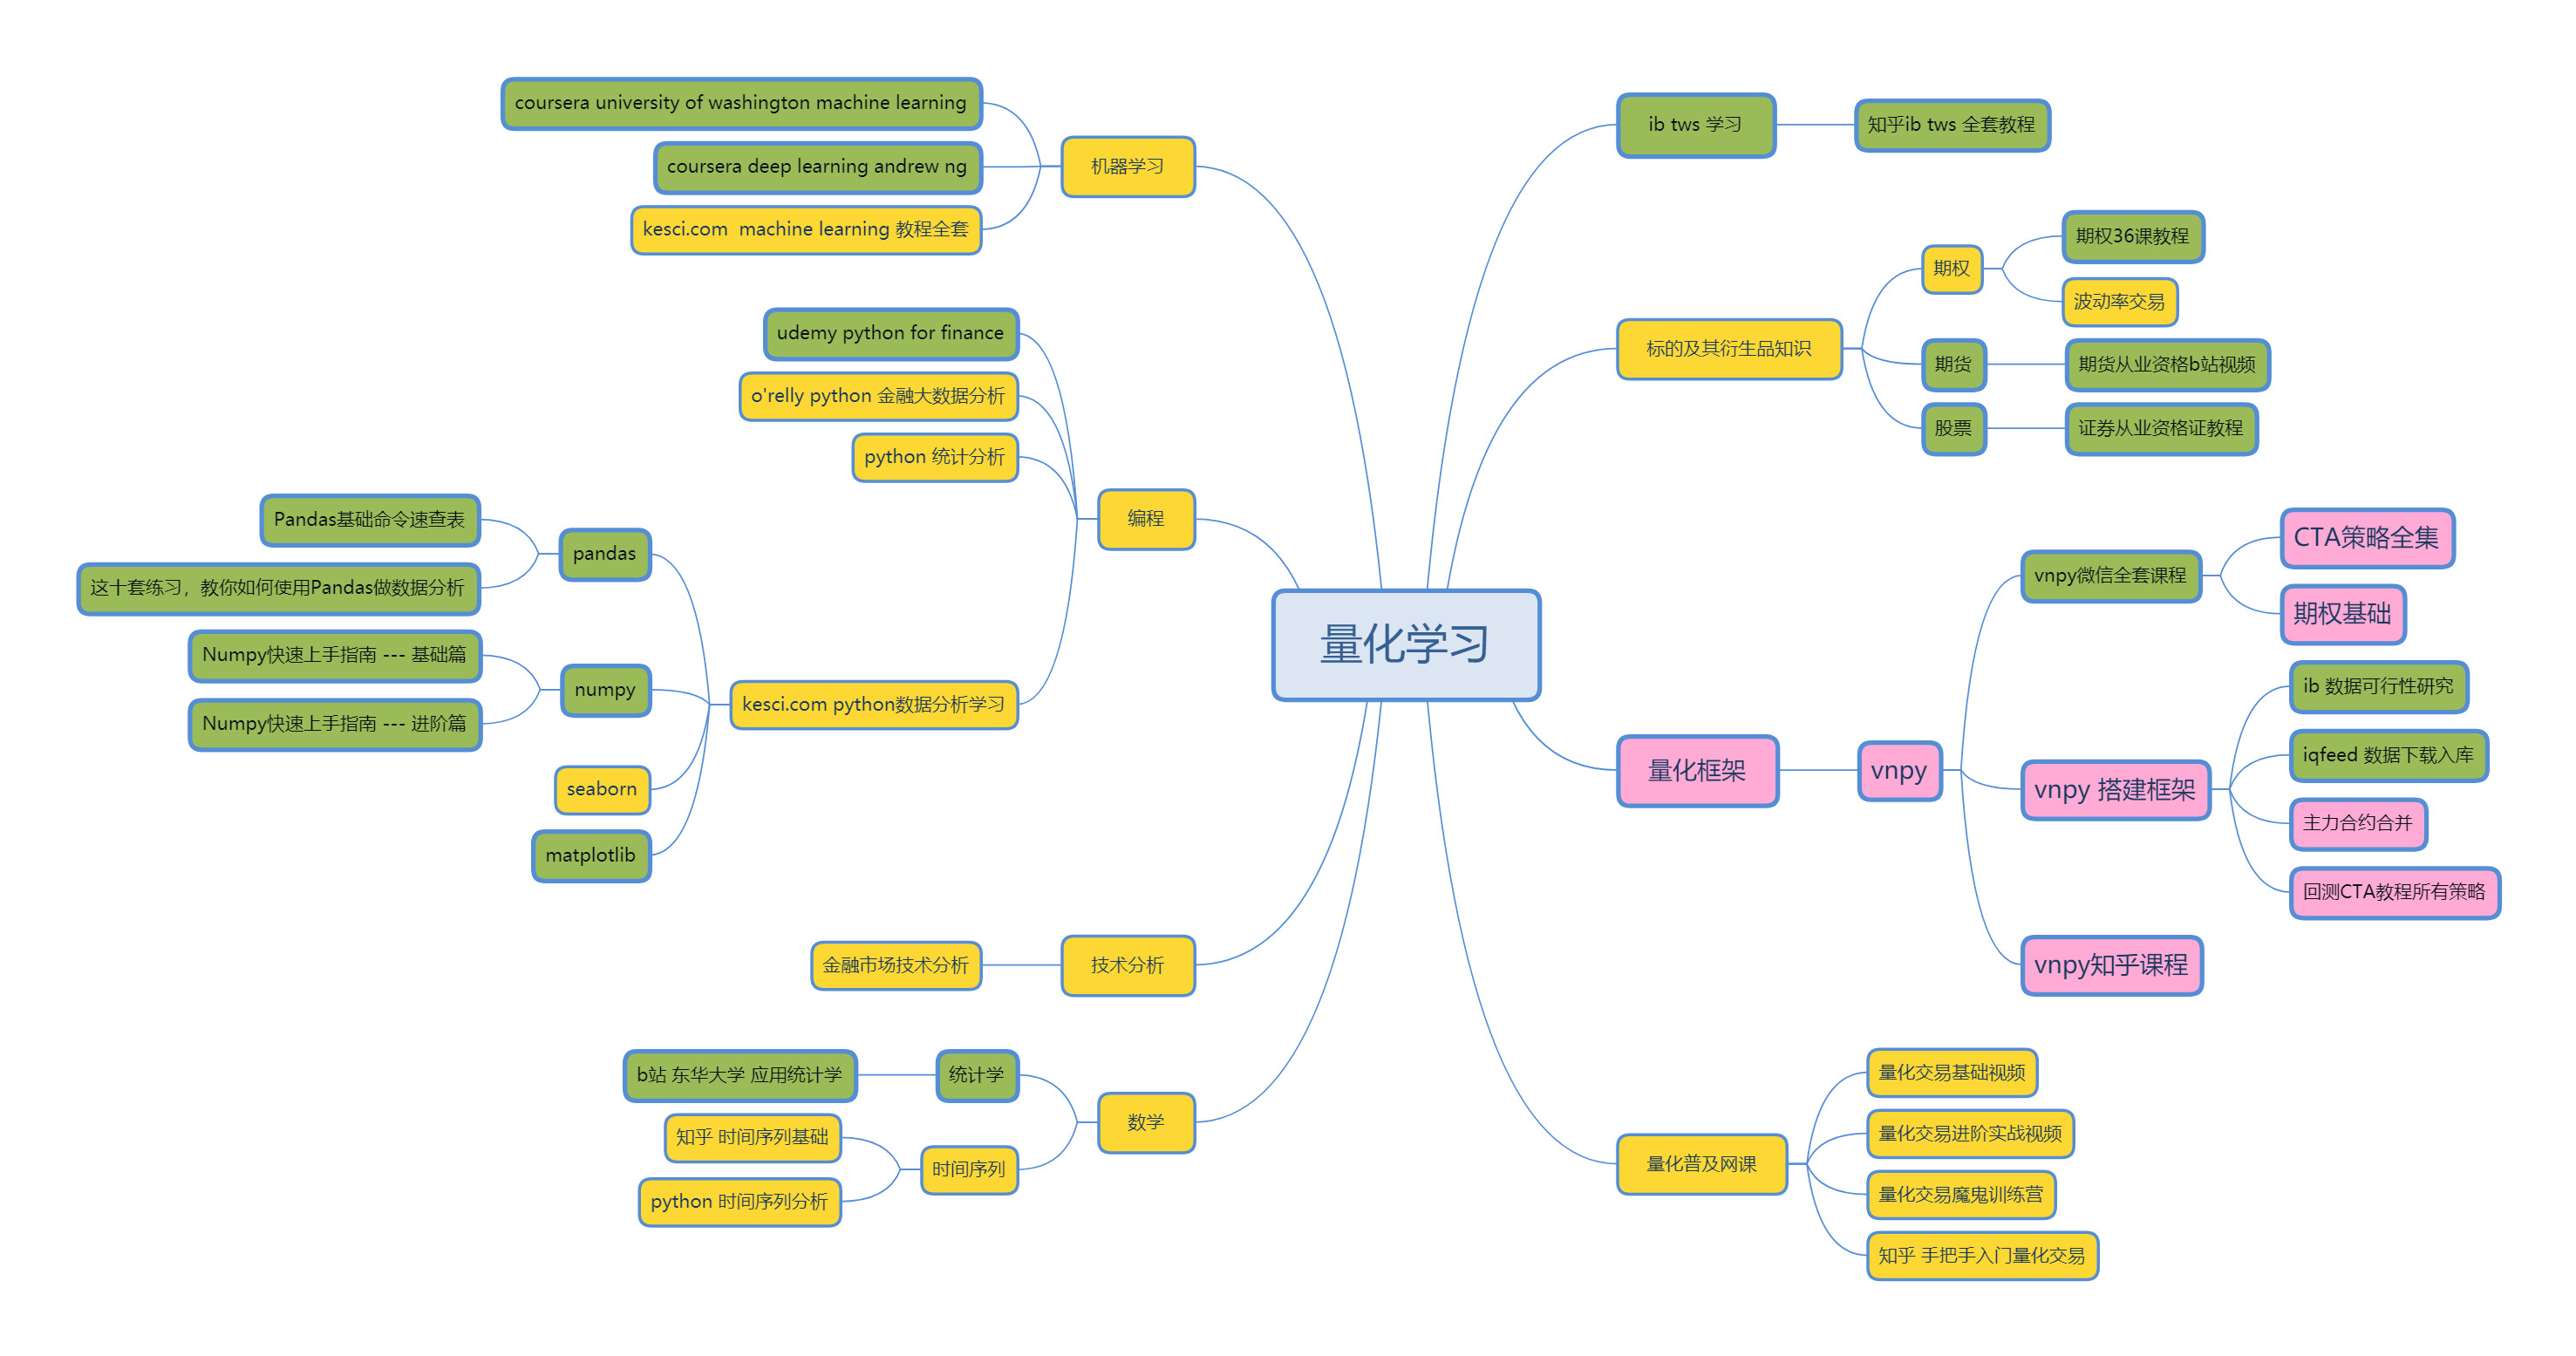 量化学习
机器学习
coursera university of washington machine learning
coursera deep learning andrew ng
kesci.com  machine learning 教程全套
编程
udemy python for finance
o'relly python 金融大数据分析
python 统计分析
kesci.com python数据分析学习
pandas
Pandas基础命令速查表
这十套练习，教你如何使用Pandas做数据分析
numpy
Numpy快速上手指南 --- 基础篇
Numpy快速上手指南 --- 进阶篇
seaborn
matplotlib
技术分析
金融市场技术分析
数学
统计学
b站 东华大学 应用统计学
时间序列
知乎 时间序列基础
python 时间序列分析
ib tws 学习
知乎ib tws 全套教程
标的及其衍生品知识
期权
期权36课教程
波动率交易
期货
期货从业资格b站视频
股票
证券从业资格证教程
量化框架
vnpy
vnpy微信全套课程
CTA策略全集
期权基础
vnpy 搭建框架
ib 数据可行性研究
iqfeed 数据下载入库
主力合约合并
回测CTA教程所有策略
vnpy知乎课程
量化普及网课
量化交易基础视频
量化交易进阶实战视频
量化交易魔鬼训练营
知乎 手把手入门量化交易